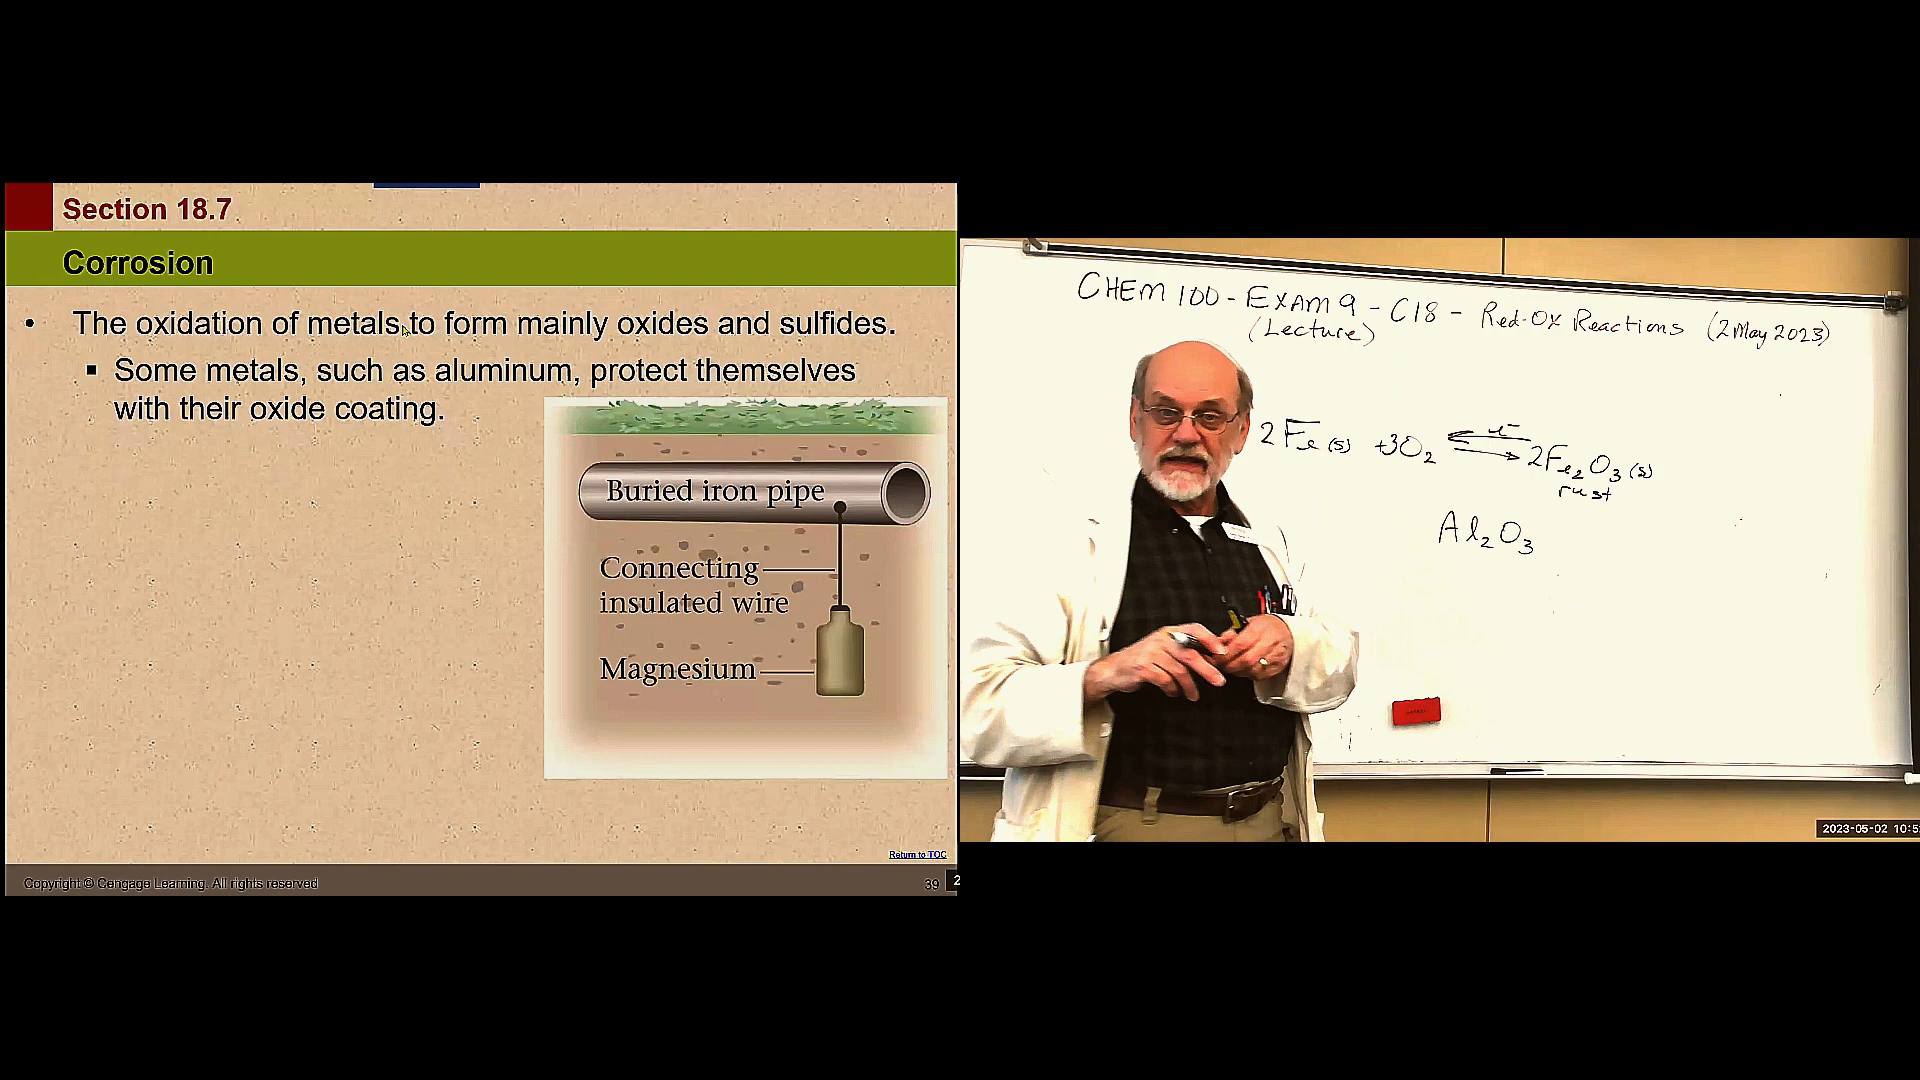 Section 18.7
Corrosion
• The oxidation of metals to form mainly oxides and sulfides.
▪ Some metals, such as aluminum, protect themselves
with their oxide coating.
Buried iron pipe
Connecting
insulated wire
Magnesium
Return to TOC
Copyright © Cengage Learning. All rights reserved
39
2
CHEM 100 - EXAM 9 - C18 - Red-Ox Reactions (2 May 2023)
(Lecture)
2Fe(s) + 3O₂ ⇌ 2Fe₂O₃(s)
e⁻
rust
Al₂O₃
2023-05-02 10:5